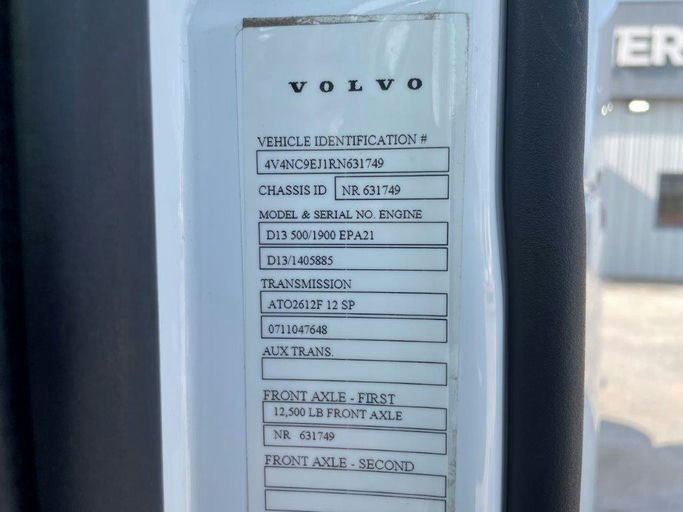 VOLVO
VEHICLE IDENTIFICATION #
4V4NC9EJ1RN631749
CHASSIS ID NR 631749
MODEL & SERIAL NO. ENGINE
D13 500/1900 EPA21
D13/1405885
TRANSMISSION
ATO2612F 12 SP
0711047648
AUX TRANS.
FRONT AXLE - FIRST
12,500 LB FRONT AXLE
NR 631749
FRONT AXLE - SECOND